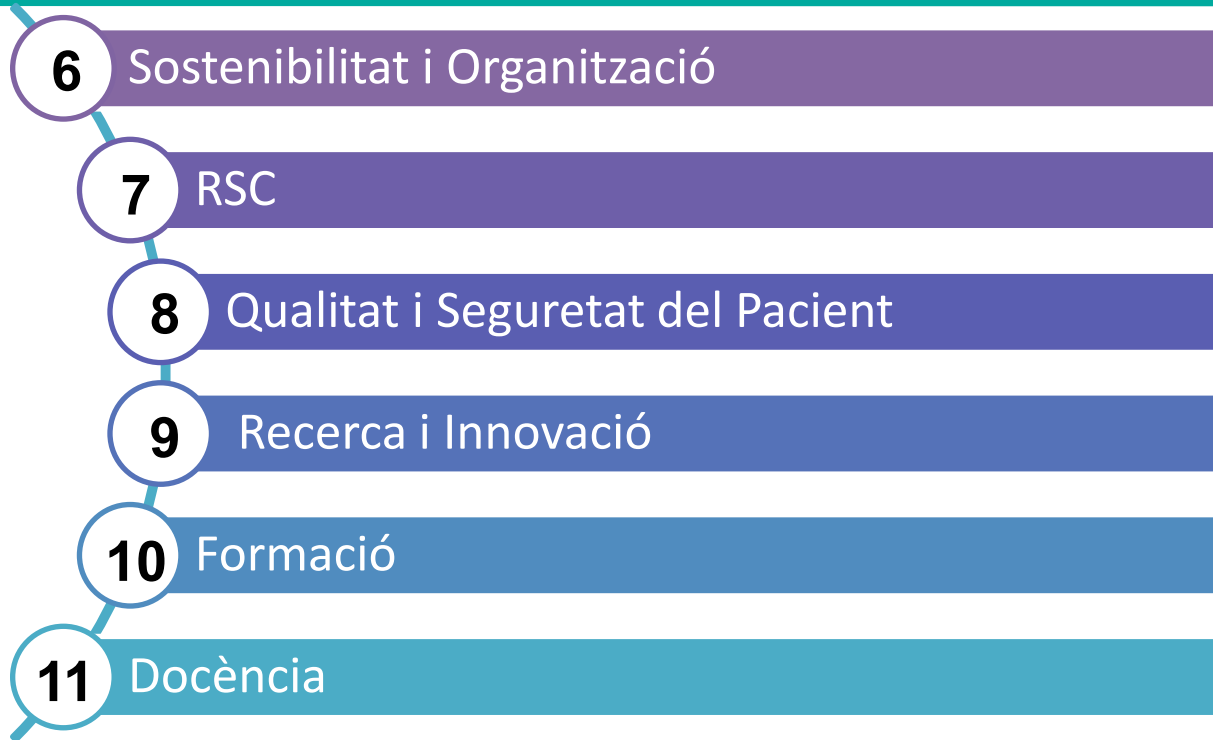 6 Sostenibilitat i Organització
7 RSC
8 Qualitat i Seguretat del Pacient
9 Recerca i Innovació
10 Formació
11 Docència